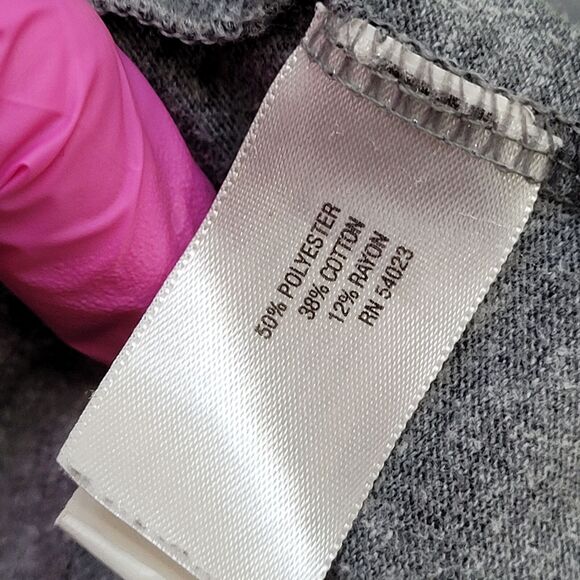 50% POLYESTER
38% COTTON
12% RAYON
RN 54023